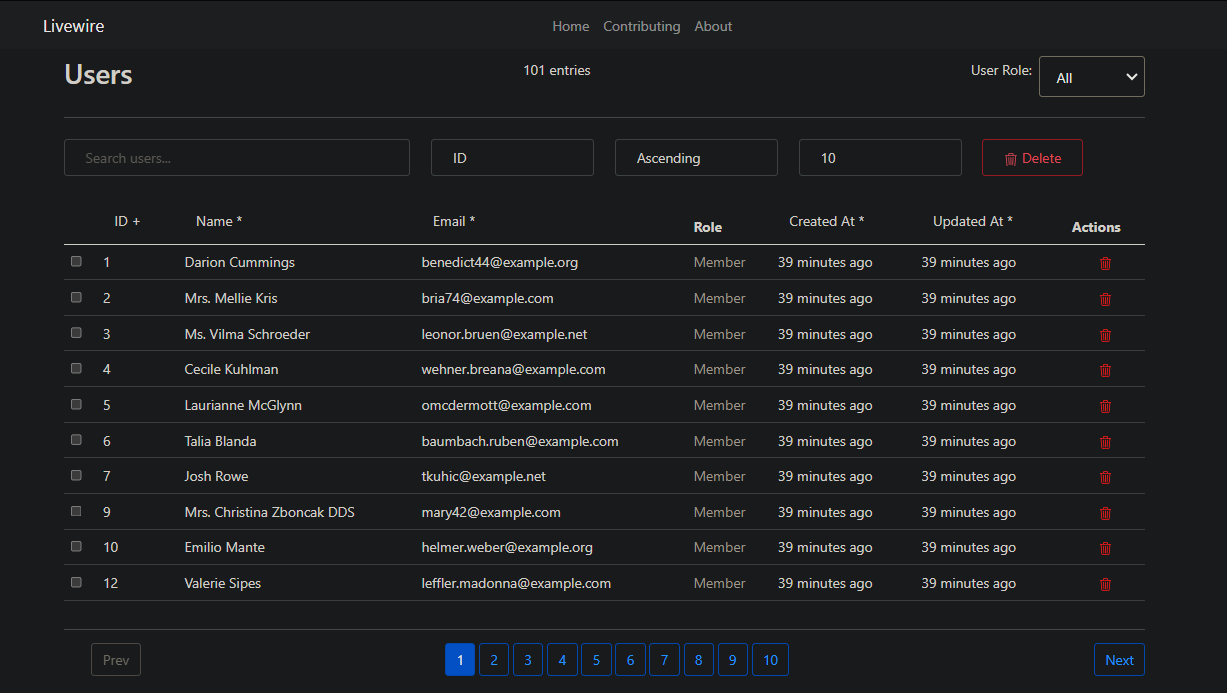 Livewire Home Contributing About
Users 101 entries User Role: All
Search users... ID Ascending 10 Delete
ID + Name * Email * Role Created At * Updated At * Actions
1 Darion Cummings benedict44@example.org Member 39 minutes ago 39 minutes ago
2 Mrs. Mellie Kris bria74@example.com Member 39 minutes ago 39 minutes ago
3 Ms. Vilma Schroeder leonor.bruen@example.net Member 39 minutes ago 39 minutes ago
4 Cecile Kuhlman wehner.breana@example.com Member 39 minutes ago 39 minutes ago
5 Laurianne McGlynn omcdermott@example.com Member 39 minutes ago 39 minutes ago
6 Talia Blanda baumbach.ruben@example.com Member 39 minutes ago 39 minutes ago
7 Josh Rowe tkuhic@example.net Member 39 minutes ago 39 minutes ago
9 Mrs. Christina Zboncak DDS mary42@example.com Member 39 minutes ago 39 minutes ago
10 Emilio Mante helmer.weber@example.org Member 39 minutes ago 39 minutes ago
12 Valerie Sipes leffler.madonna@example.com Member 39 minutes ago 39 minutes ago
Prev 1 2 3 4 5 6 7 8 9 10 Next